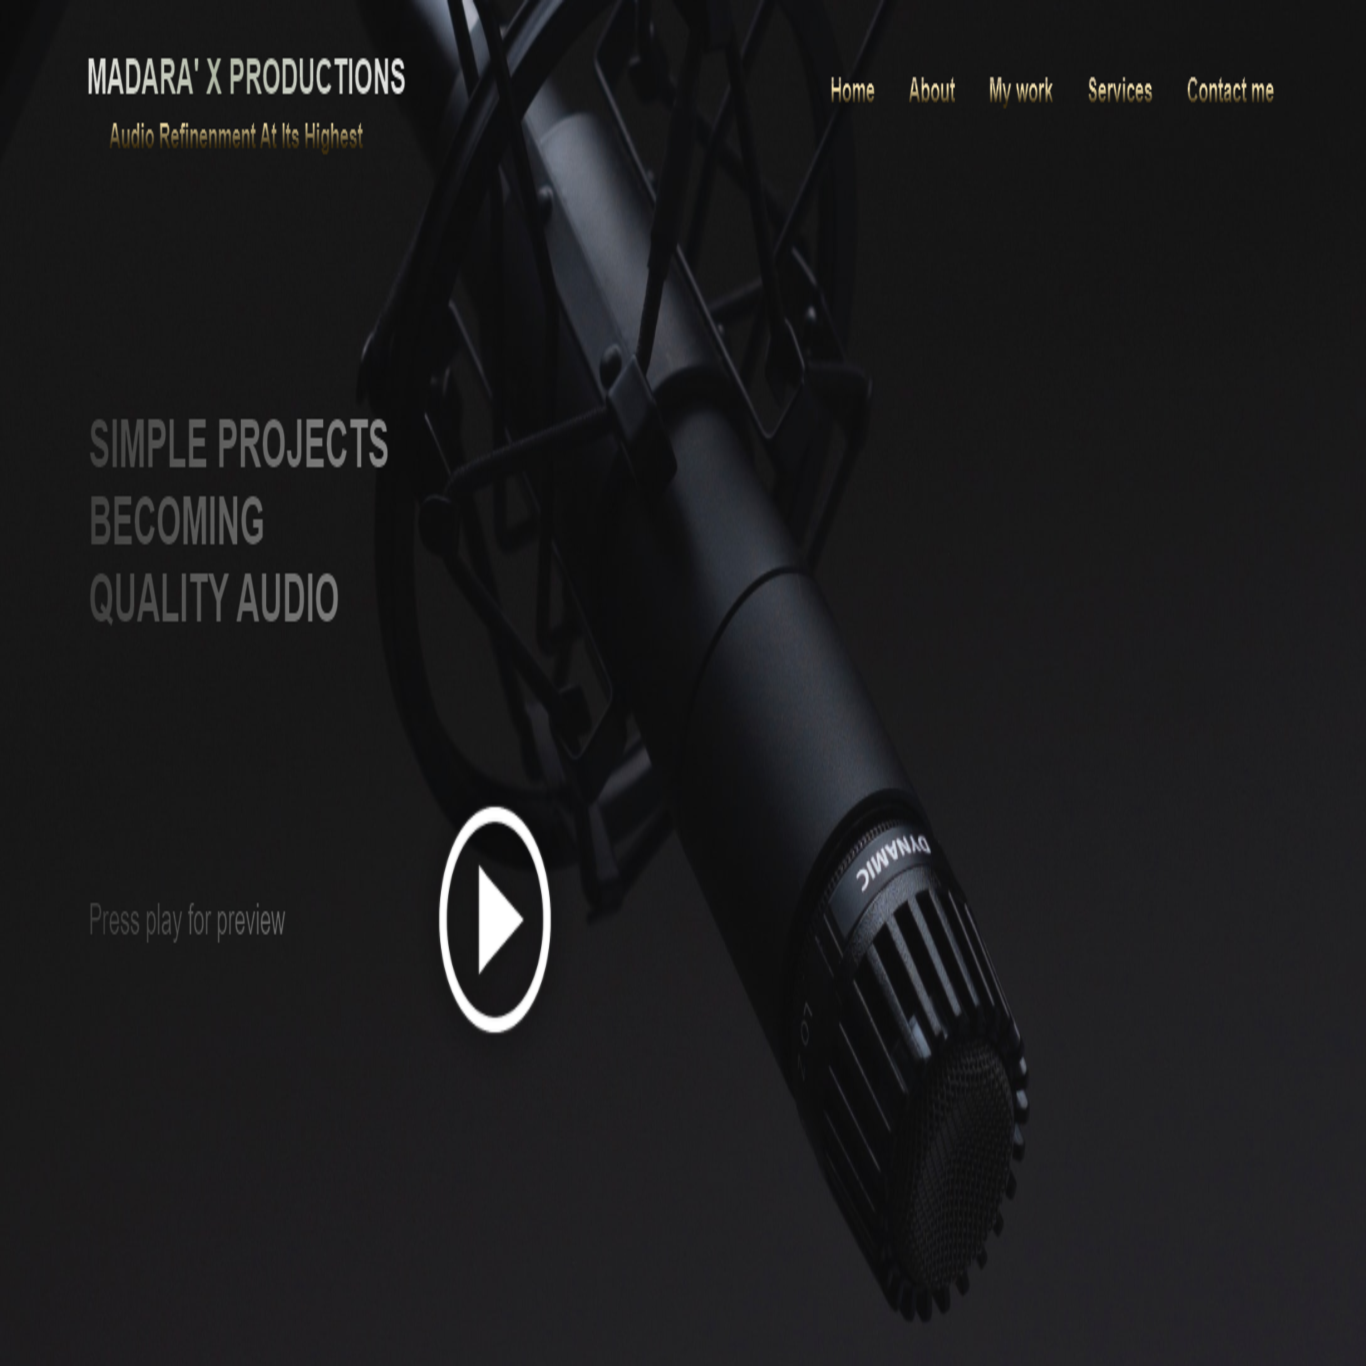 MADARA' X PRODUCTIONS
Audio Refinenment At Its Highest
Home About My work Services Contact me
SIMPLE PROJECTS
BECOMING
QUALITY AUDIO
Press play for preview
DYNAMIC
LO